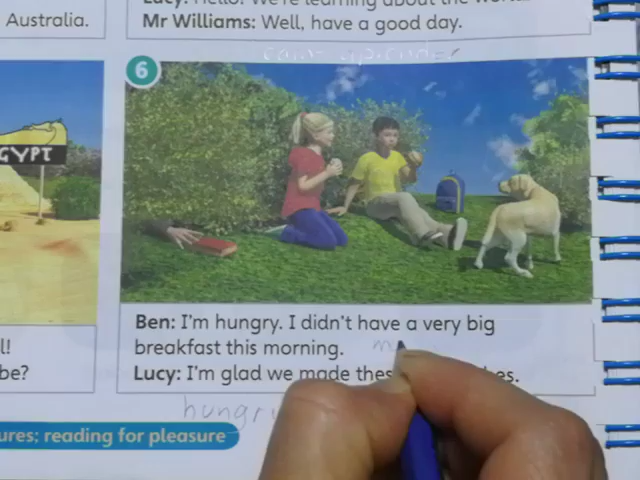 Australia.
Lucy: Hello! We're learning about the world.
Mr Williams: Well, have a good day.
6
GYPT
Ben: I'm hungry. I didn't have a very big
breakfast this morning.
Lucy: I'm glad we made
l!
be?
hungr
ures; reading for pleasure